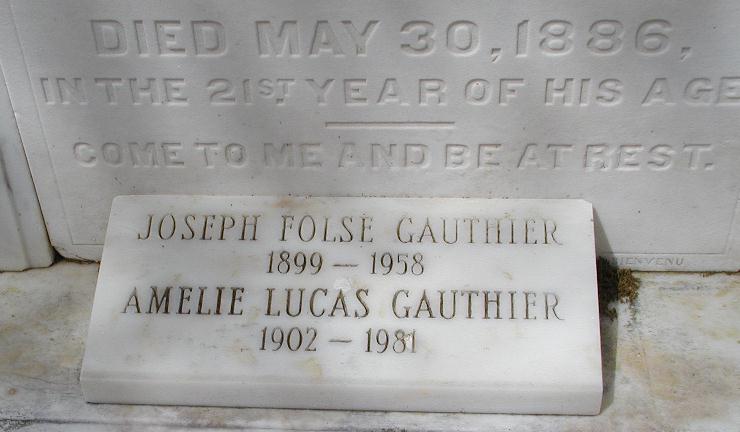 DIED MAY 30, 1886,
IN THE 21ST YEAR OF HIS AGE
COME TO ME AND BE AT REST.
BIENVENU
JOSEPH FOLSE GAUTHIER
1899 – 1958
AMELIE LUCAS GAUTHIER
1902 – 1981